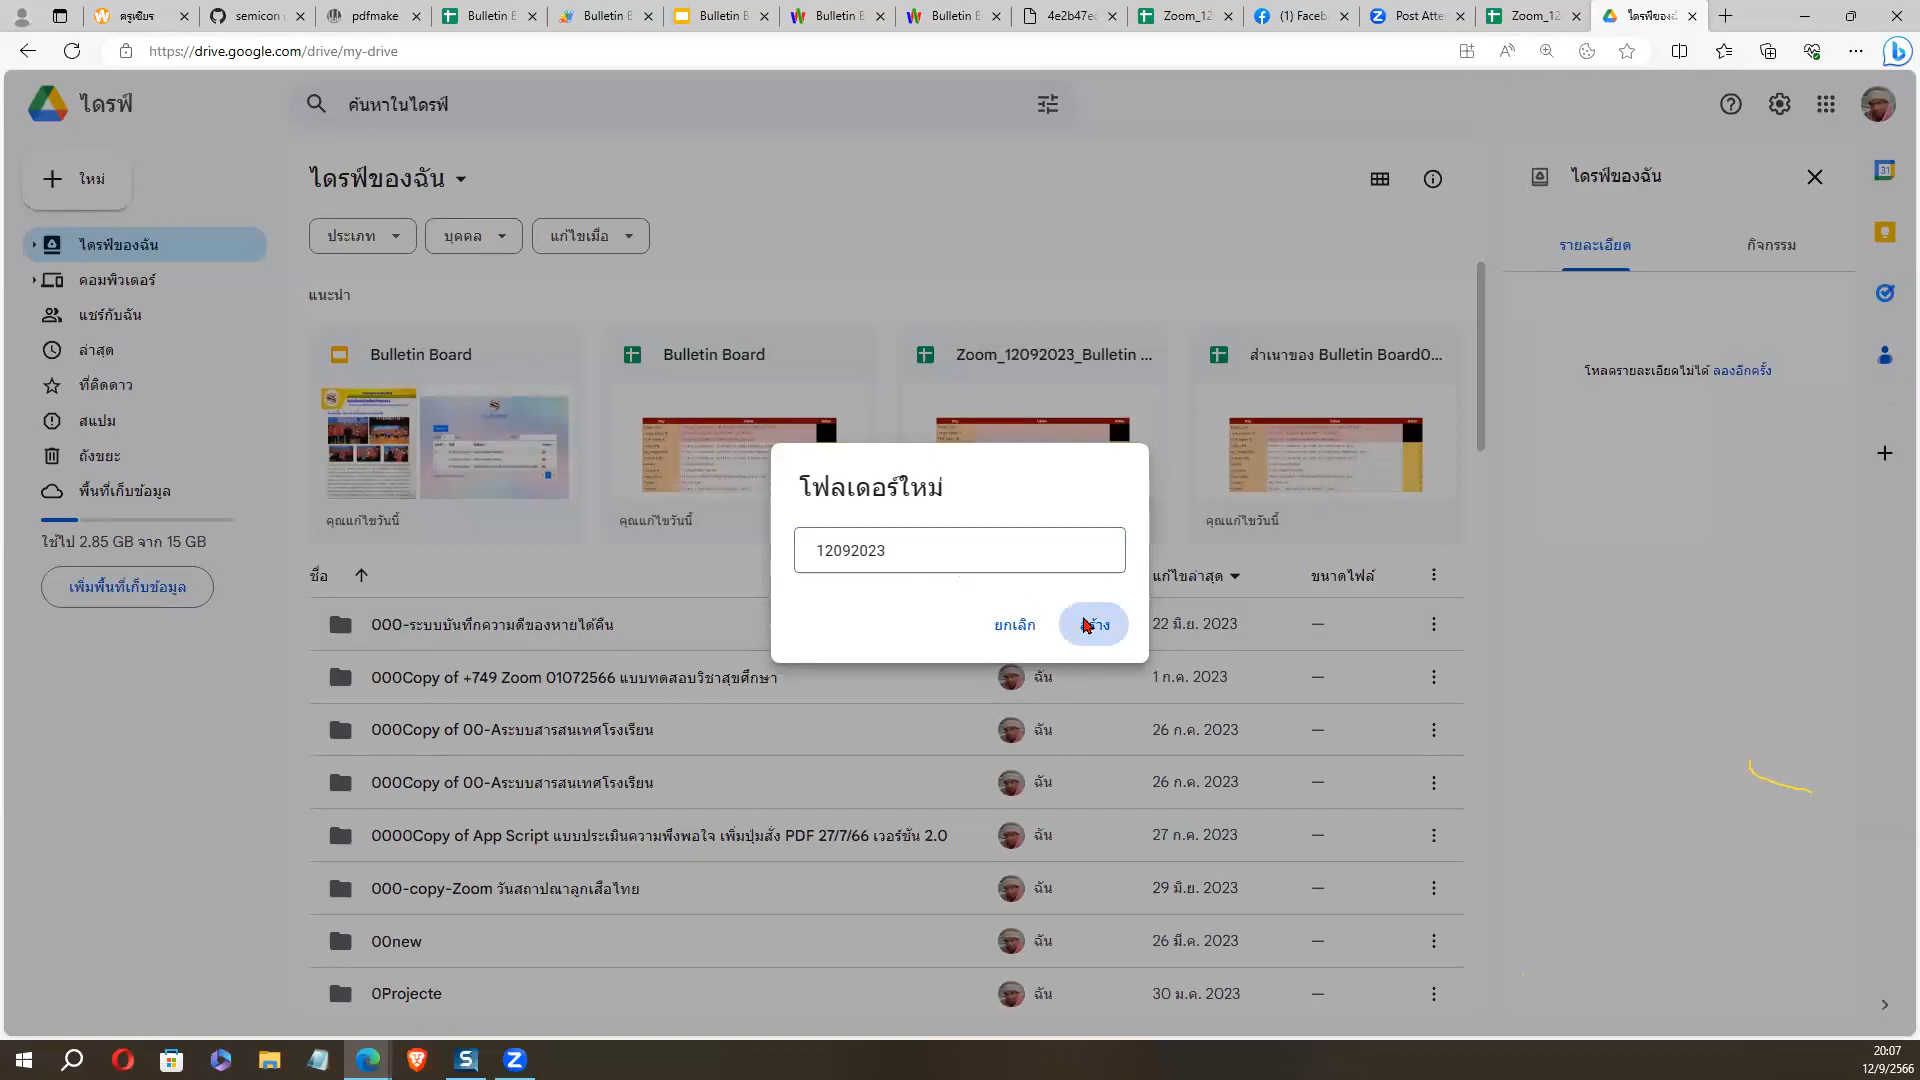 ครูเชียร
semicon
pdfmake
Bulletin B
Bulletin B
Bulletin B
Bulletin B
Bulletin B
4e2b47ec
Zoom_12
(1) Faceb
Post Atte
Zoom_12
ไดรฟ์ของฉัน
https://drive.google.com/drive/my-drive
ไดรฟ์
ค้นหาในไดรฟ์
ใหม่
ไดรฟ์ของฉัน
คอมพิวเตอร์
แชร์กับฉัน
ล่าสุด
ที่ติดดาว
สแปม
ถังขยะ
พื้นที่เก็บข้อมูล
ใช้ไป 2.85 GB จาก 15 GB
เพิ่มพื้นที่เก็บข้อมูล
ไดรฟ์ของฉัน
ประเภท
บุคคล
แก้ไขเมื่อ
แนะนำ
Bulletin Board
Bulletin Board
Zoom_12092023_Bulletin ...
สำเนาของ Bulletin Board0...
คุณแก้ไขวันนี้
คุณแก้ไขวันนี้
คุณแก้ไขวันนี้
โฟลเดอร์ใหม่
12092023
ยกเลิก
สร้าง
ชื่อ
แก้ไขล่าสุด
ขนาดไฟล์
000-ระบบบันทึกความดีของหายได้คืน
22 มิ.ย. 2023 —
000Copy of +749 Zoom 01072566 แบบทดสอบวิชาสุขศึกษา ฉัน 1 ก.ค. 2023 —
000Copy of 00-Aระบบสารสนเทศโรงเรียน ฉัน 26 ก.ค. 2023 —
000Copy of 00-Aระบบสารสนเทศโรงเรียน ฉัน 26 ก.ค. 2023 —
0000Copy of App Script แบบประเมินความพึงพอใจ เพิ่มปุ่มสั่ง PDF 27/7/66 เวอร์ชัน 2.0 ฉัน 27 ก.ค. 2023 —
000-copy-Zoom วันสถาปณาลูกเสือไทย ฉัน 29 มิ.ย. 2023 —
00new ฉัน 26 มี.ค. 2023 —
0Projecte ฉัน 30 ม.ค. 2023 —
ไดรฟ์ของฉัน
รายละเอียด
กิจกรรม
โหลดรายละเอียดไม่ได้ ลองอีกครั้ง
31
20:07
12/9/2566